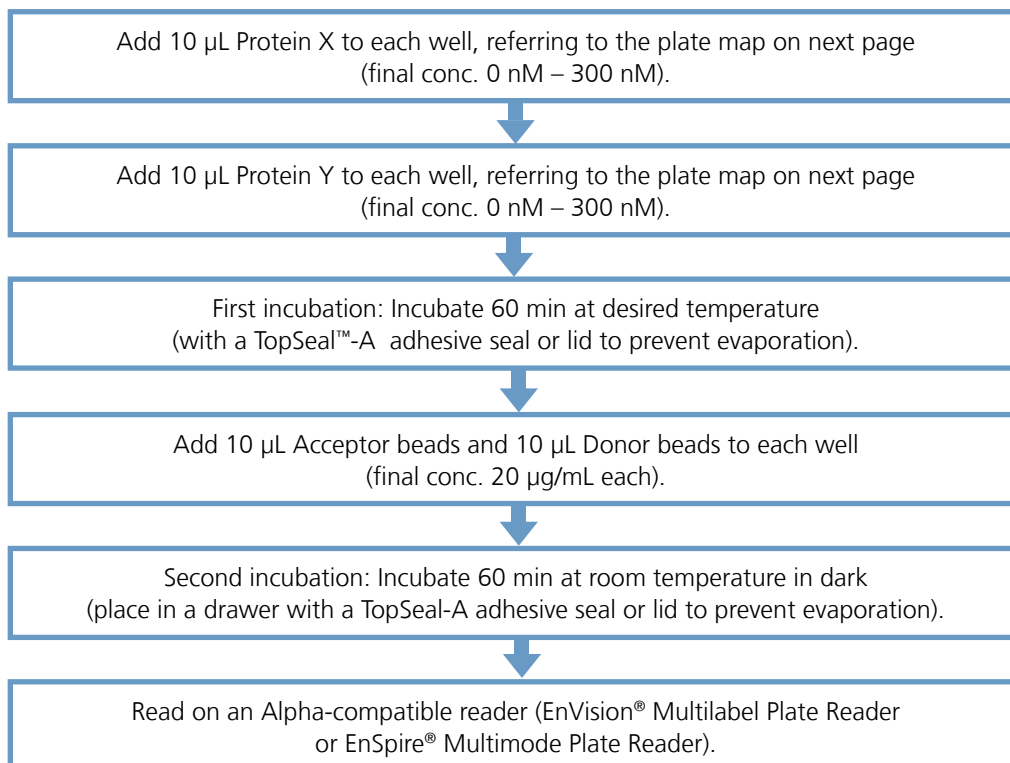 Add 10 µL Protein X to each well, referring to the plate map on next page
(final conc. 0 nM – 300 nM).
Add 10 µL Protein Y to each well, referring to the plate map on next page
(final conc. 0 nM – 300 nM).
First incubation: Incubate 60 min at desired temperature
(with a TopSeal™-A adhesive seal or lid to prevent evaporation).
Add 10 µL Acceptor beads and 10 µL Donor beads to each well
(final conc. 20 µg/mL each).
Second incubation: Incubate 60 min at room temperature in dark
(place in a drawer with a TopSeal-A adhesive seal or lid to prevent evaporation).
Read on an Alpha-compatible reader (EnVision® Multilabel Plate Reader
or EnSpire® Multimode Plate Reader).